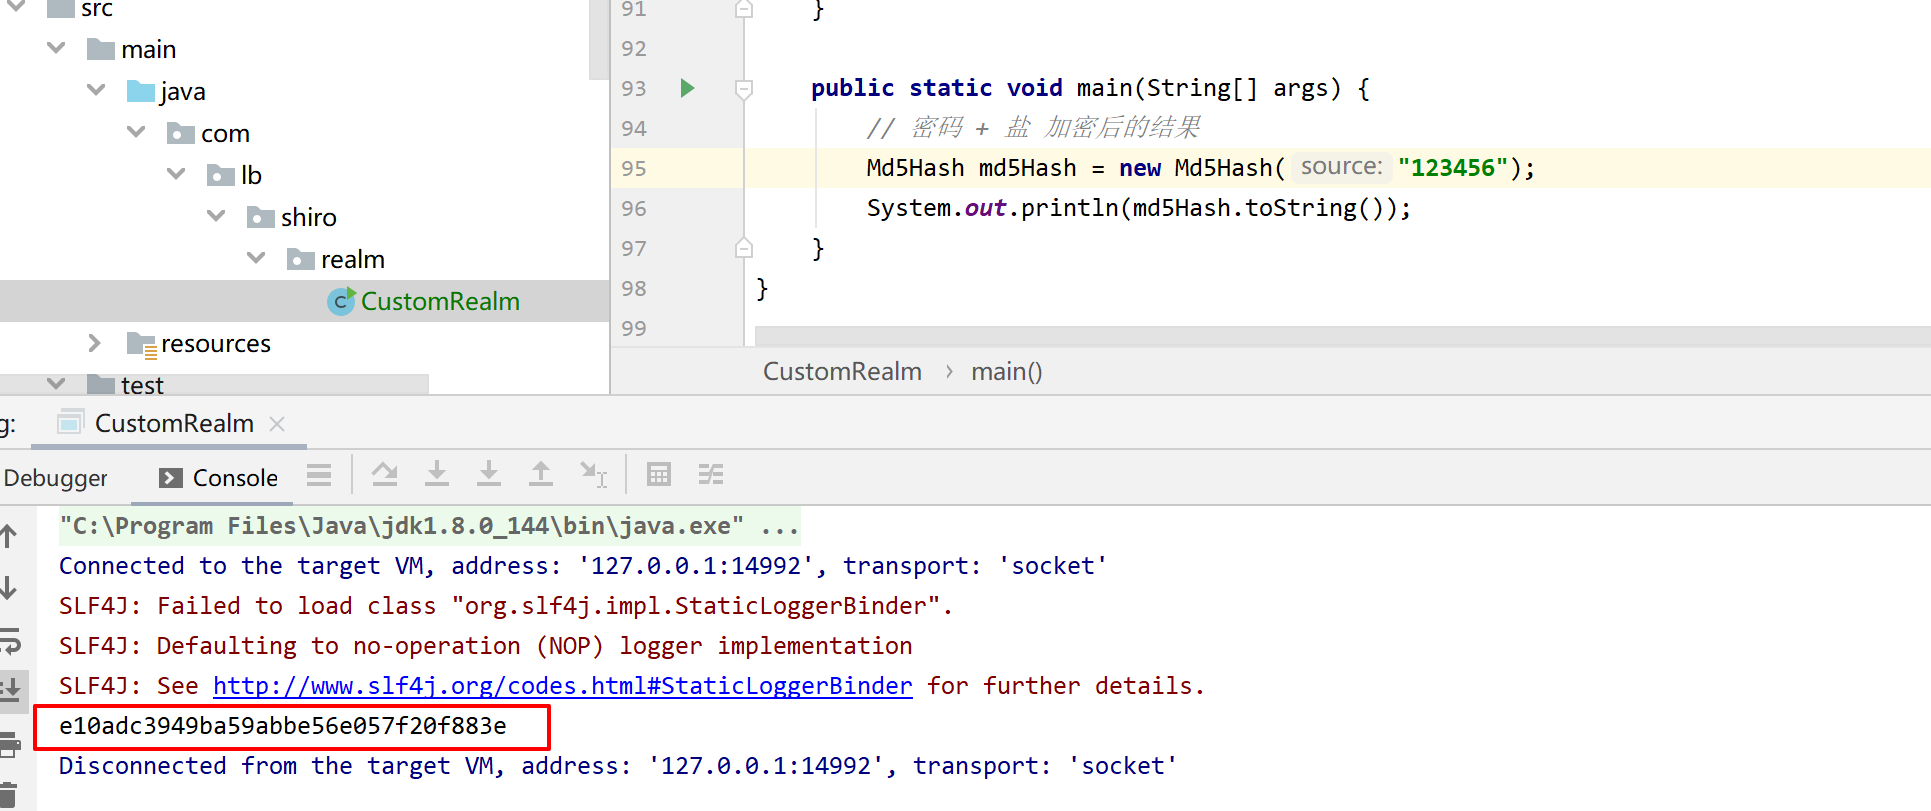 src
main
java
com
lb
shiro
realm
CustomRealm
resources
test
91 }
92
93 public static void main(String[] args) {
94 // 密码 + 盐 加密后的结果
95 Md5Hash md5Hash = new Md5Hash( source: "123456");
96 System.out.println(md5Hash.toString());
97 }
98 }
99
CustomRealm › main()
g: CustomRealm
Debugger Console
"C:\Program Files\Java\jdk1.8.0_144\bin\java.exe" ...
Connected to the target VM, address: '127.0.0.1:14992', transport: 'socket'
SLF4J: Failed to load class "org.slf4j.impl.StaticLoggerBinder".
SLF4J: Defaulting to no-operation (NOP) logger implementation
SLF4J: See http://www.slf4j.org/codes.html#StaticLoggerBinder for further details.
e10adc3949ba59abbe56e057f20f883e
Disconnected from the target VM, address: '127.0.0.1:14992', transport: 'socket'